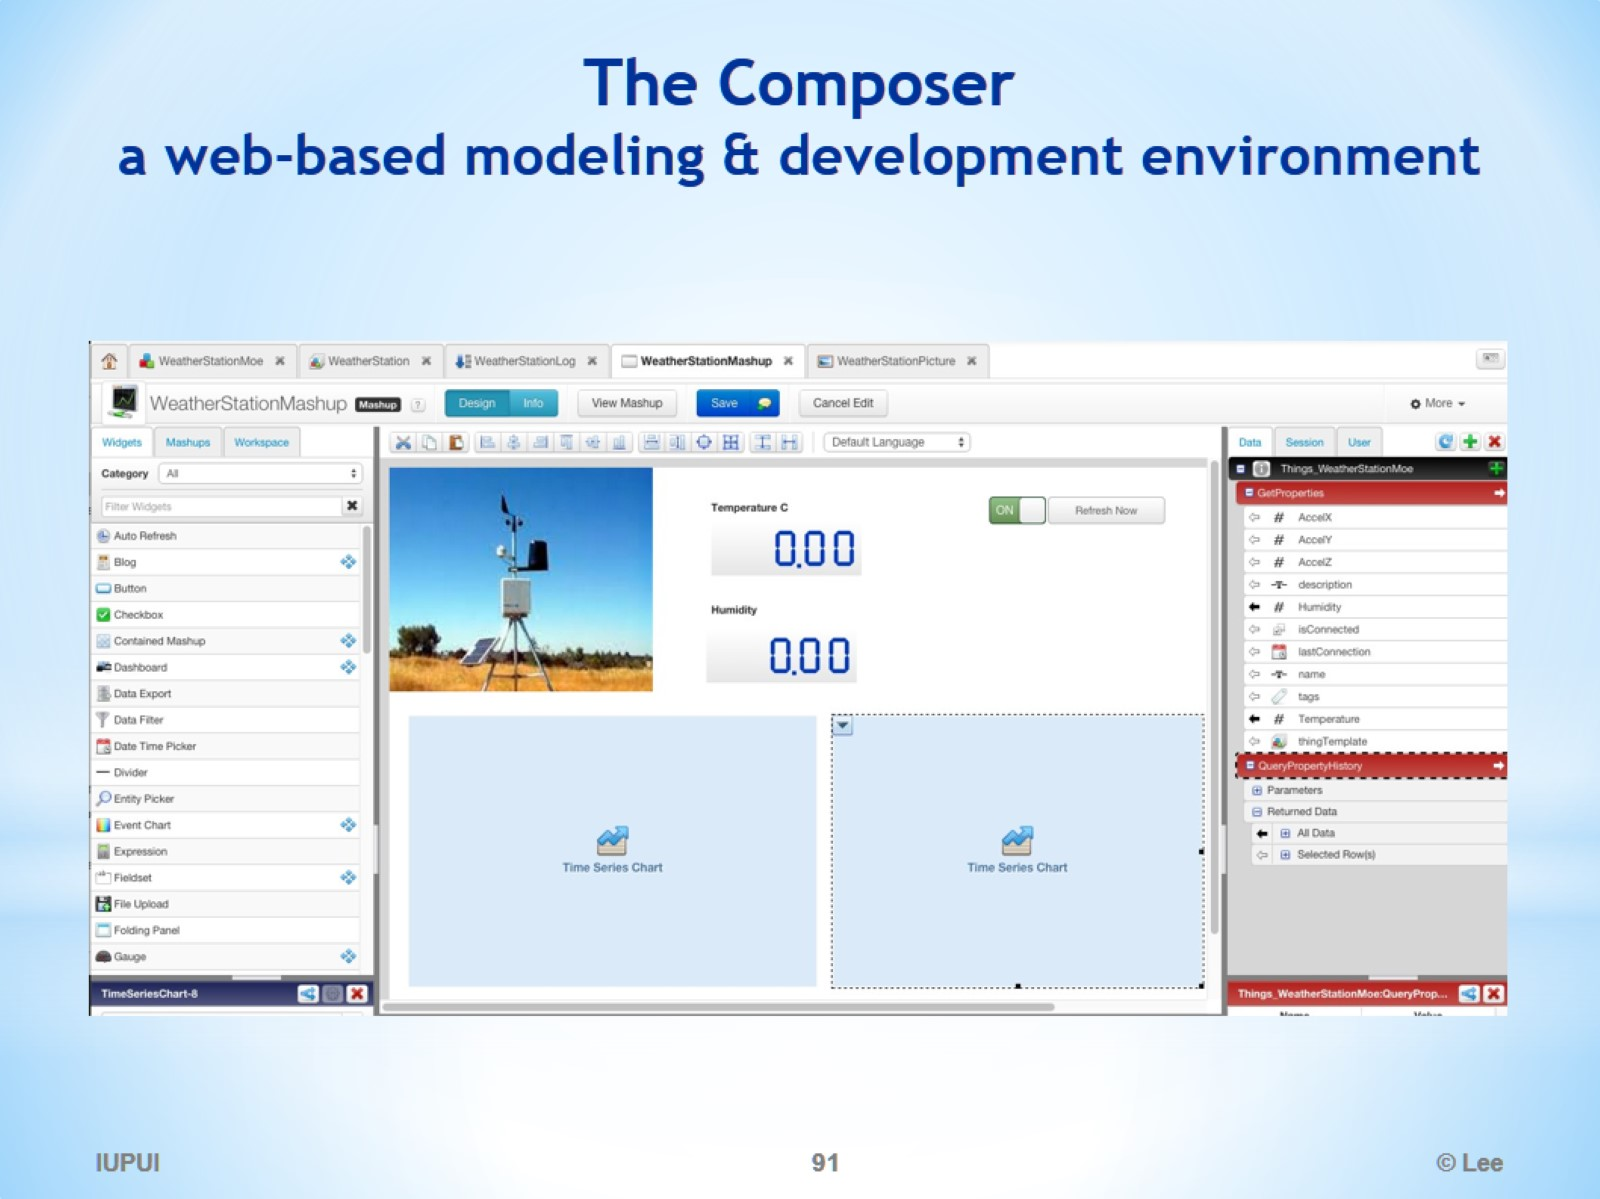 The Composer
a web-based modeling & development environment
WeatherStationMoe
WeatherStation
WeatherStationLog
WeatherStationMashup
WeatherStationPicture
WeatherStationMashup Mashup ?
Design Info
View Mashup
Save
Cancel Edit
More
Widgets Mashups Workspace
Category All
Filter Widgets
Auto Refresh
Blog
Button
Checkbox
Contained Mashup
Dashboard
Data Export
Data Filter
Date Time Picker
Divider
Entity Picker
Event Chart
Expression
Fieldset
File Upload
Folding Panel
Gauge
TimeSeriesChart-8
Default Language
Temperature C
0.00
ON Refresh Now
Humidity
0.00
Time Series Chart
Time Series Chart
Data Session User
Things_WeatherStationMoe
GetProperties
# AccelX
# AccelY
# AccelZ
-T- description
# Humidity
isConnected
lastConnection
-T- name
tags
# Temperature
thingTemplate
QueryPropertyHistory
Parameters
Returned Data
All Data
Selected Row(s)
Things_WeatherStationMoe:QueryProp...
Name Value
IUPUI 91 © Lee